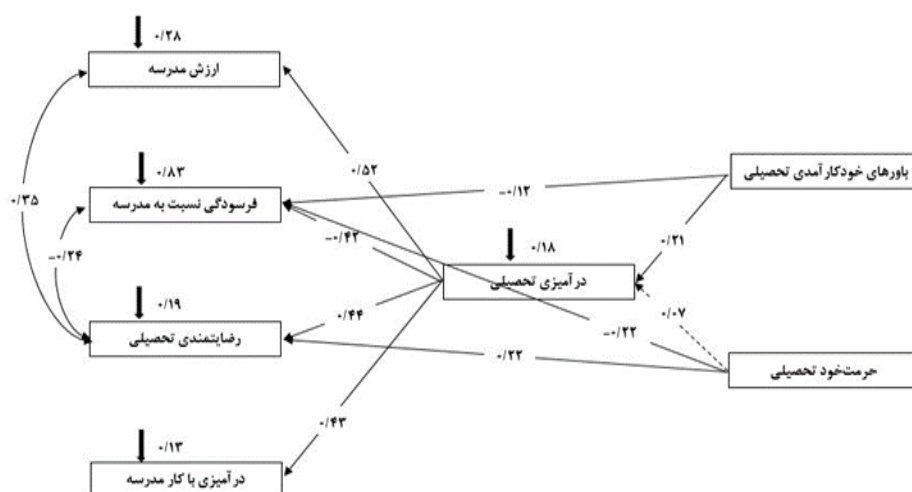 ۰/۲۸
ارزش مدرسه
۰/۸۳
فرسودگی نسبت به مدرسه
۰/۱۹
رضایتمندی تحصیلی
۰/۱۳
درآمیزی با کار مدرسه
۰/۳۵
−۰/۲۴
۰/۵۲
−۰/۴۲
۰/۴۴
۰/۴۳
−۰/۱۲
۰/۱۸
درآمیزی تحصیلی
−۰/۲۲
۰/۲۲
باورهای خودکارآمدی تحصیلی
۰/۲۱
۰/۰۷
حرمت‌خود تحصیلی